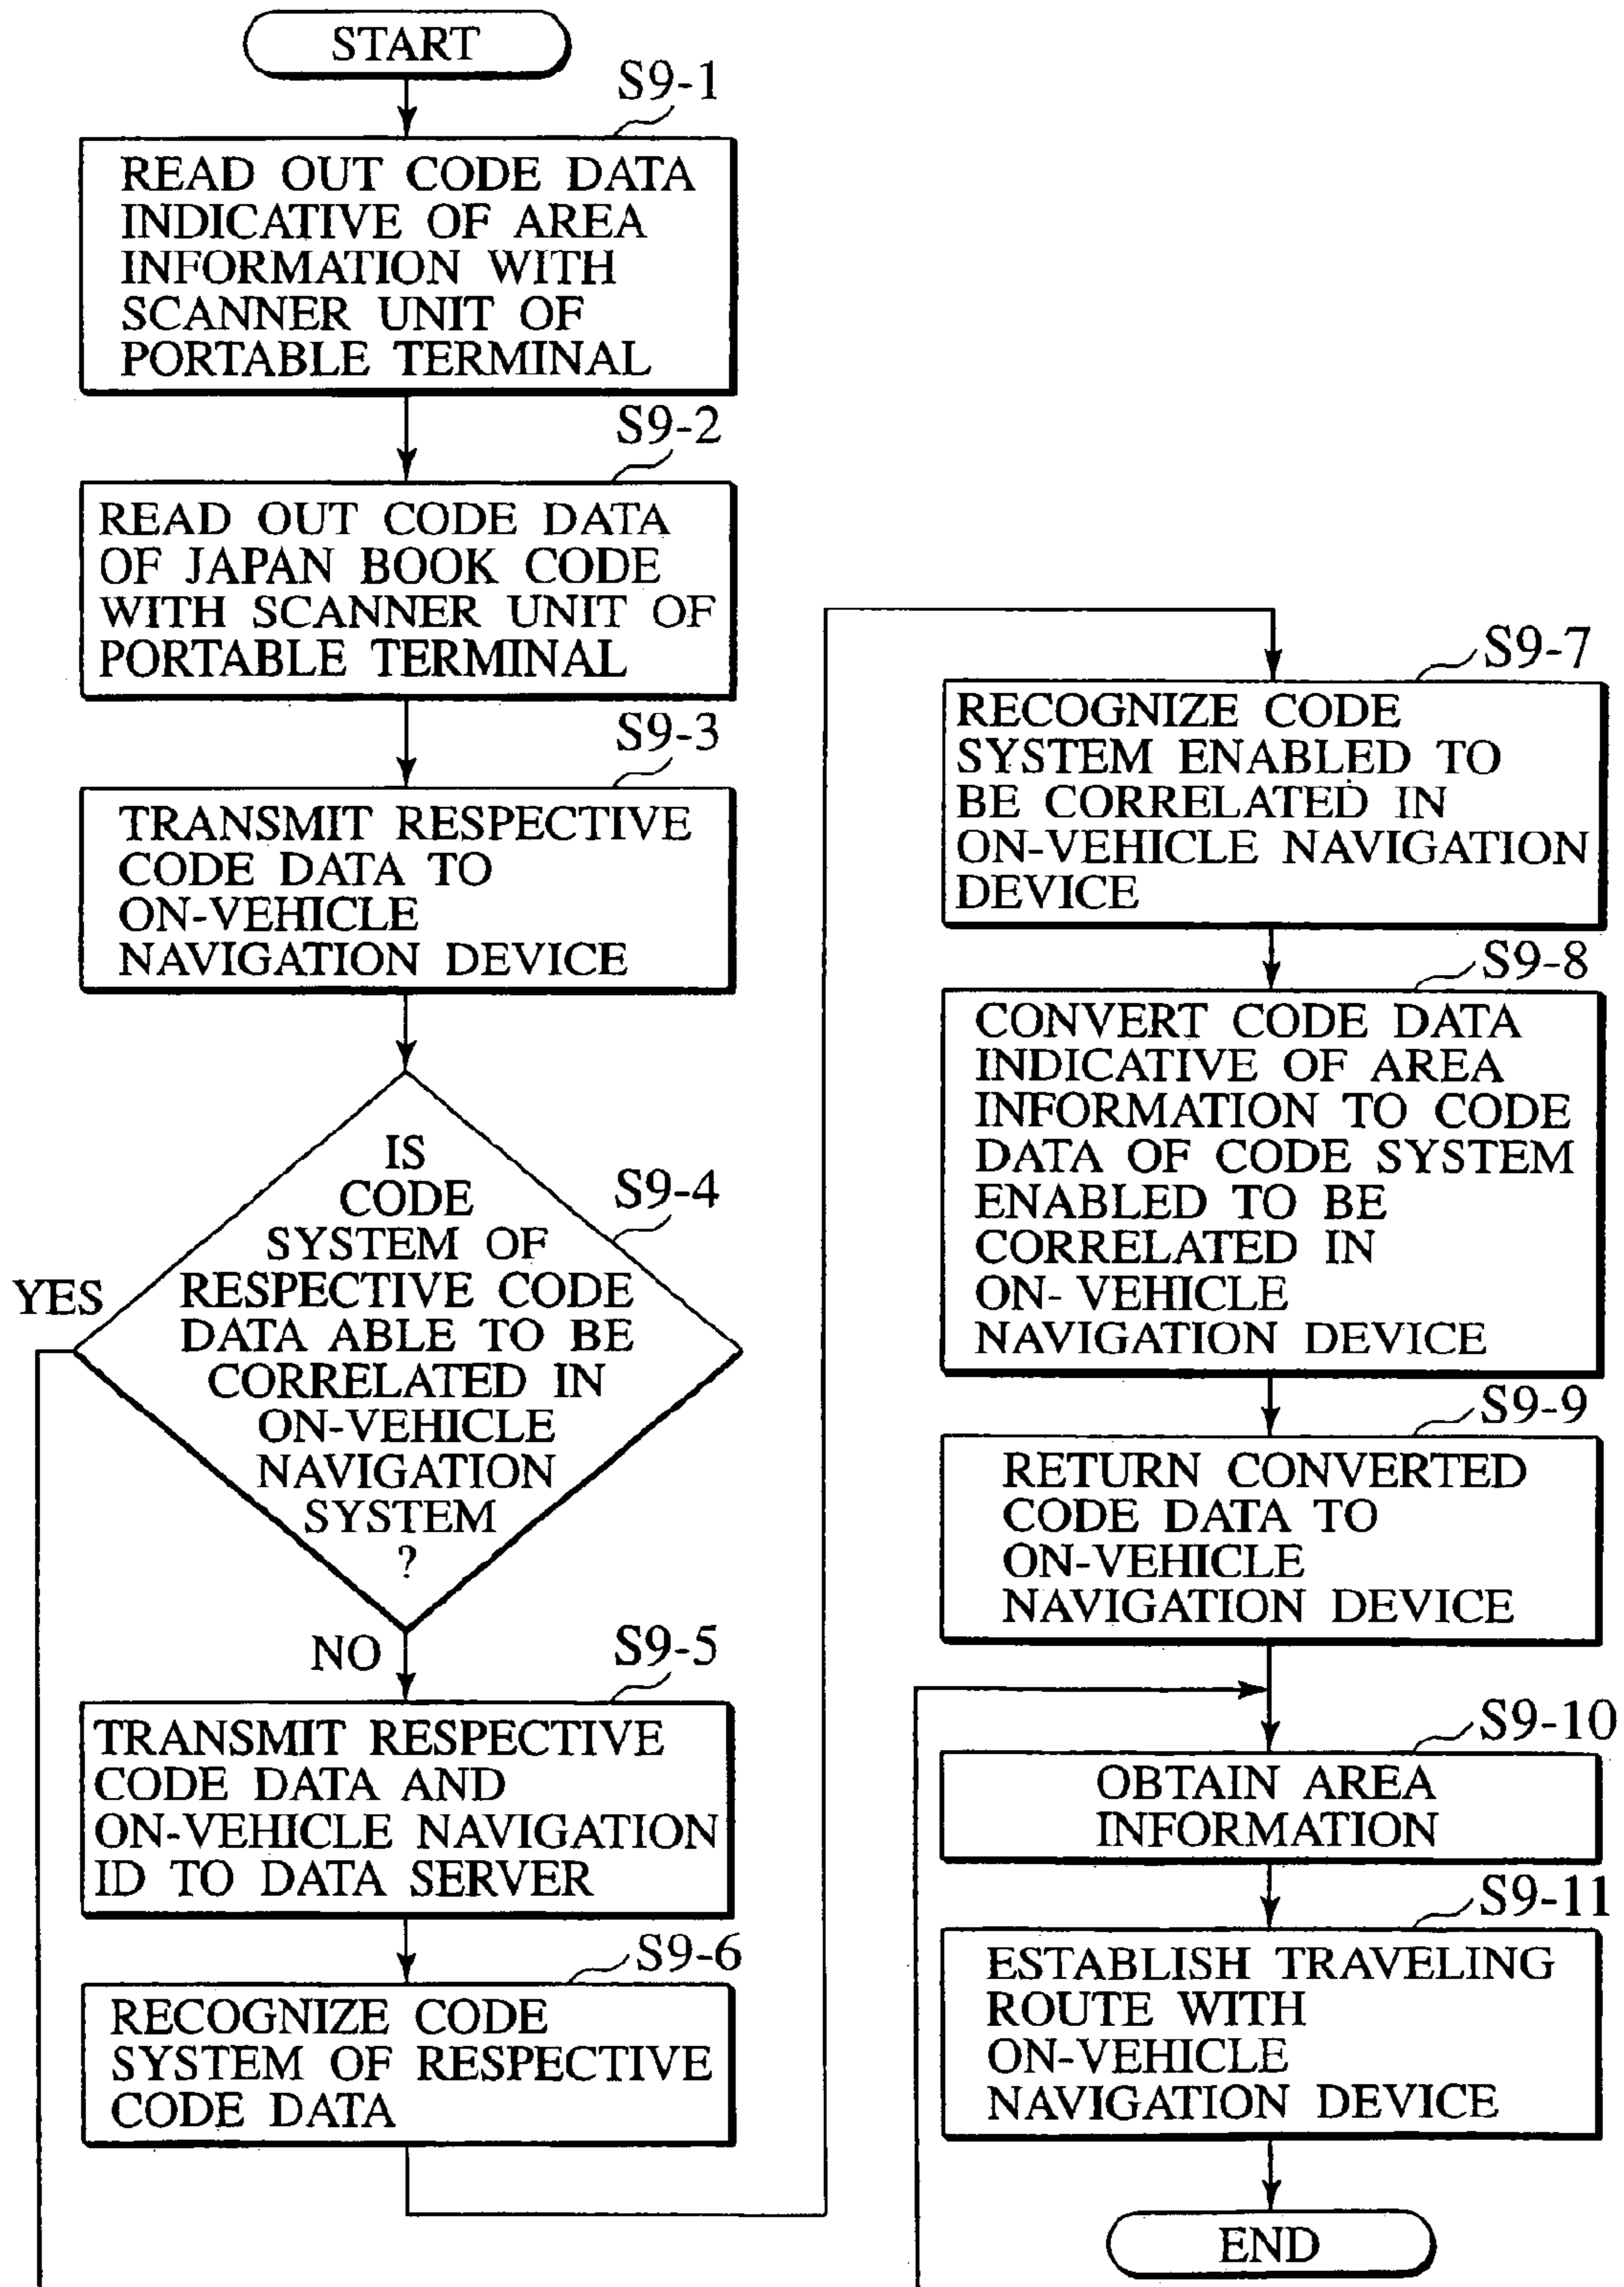 START
S9-1
READ OUT CODE DATA
INDICATIVE OF AREA
INFORMATION WITH
SCANNER UNIT OF
PORTABLE TERMINAL
S9-2
READ OUT CODE DATA
OF JAPAN BOOK CODE
WITH SCANNER UNIT OF
PORTABLE TERMINAL
S9-3
TRANSMIT RESPECTIVE
CODE DATA TO
ON-VEHICLE
NAVIGATION DEVICE
S9-4
IS
CODE
SYSTEM OF
RESPECTIVE CODE
DATA ABLE TO BE
CORRELATED IN
ON-VEHICLE
NAVIGATION
SYSTEM
?
YES
NO
S9-5
TRANSMIT RESPECTIVE
CODE DATA AND
ON-VEHICLE NAVIGATION
ID TO DATA SERVER
S9-6
RECOGNIZE CODE
SYSTEM OF RESPECTIVE
CODE DATA
S9-7
RECOGNIZE CODE
SYSTEM ENABLED TO
BE CORRELATED IN
ON-VEHICLE NAVIGATION
DEVICE
S9-8
CONVERT CODE DATA
INDICATIVE OF AREA
INFORMATION TO CODE
DATA OF CODE SYSTEM
ENABLED TO BE
CORRELATED IN
ON- VEHICLE
NAVIGATION DEVICE
S9-9
RETURN CONVERTED
CODE DATA TO
ON-VEHICLE
NAVIGATION DEVICE
S9-10
OBTAIN AREA
INFORMATION
S9-11
ESTABLISH TRAVELING
ROUTE WITH
ON-VEHICLE
NAVIGATION DEVICE
END